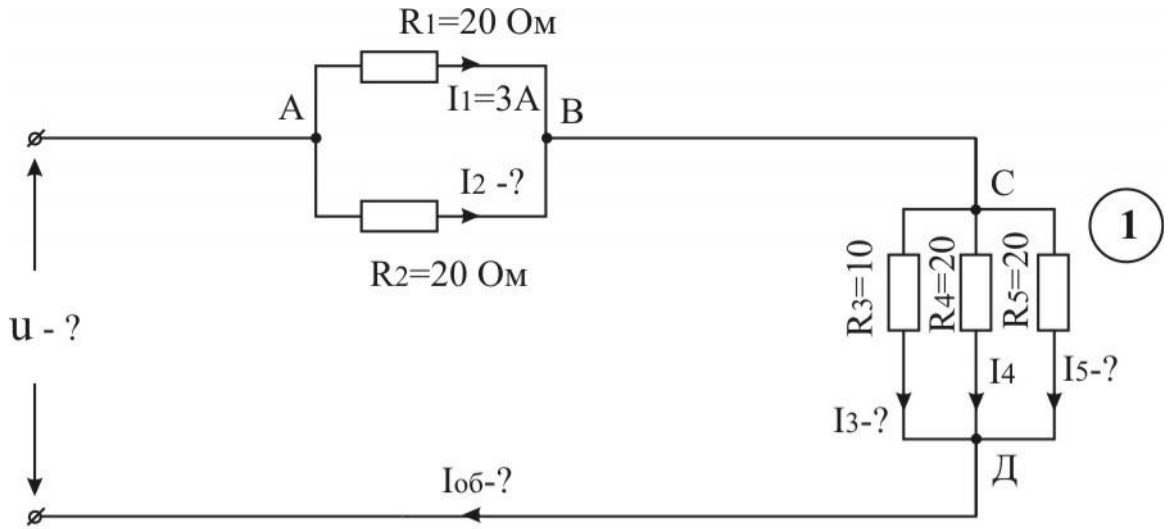 R1=20 Ом
I1=3А
А
В
I2 -?
R2=20 Ом
С
1
R3=10
R4=20
R5=20
u - ?
I4
I5-?
I3-?
Д
Iоб-?